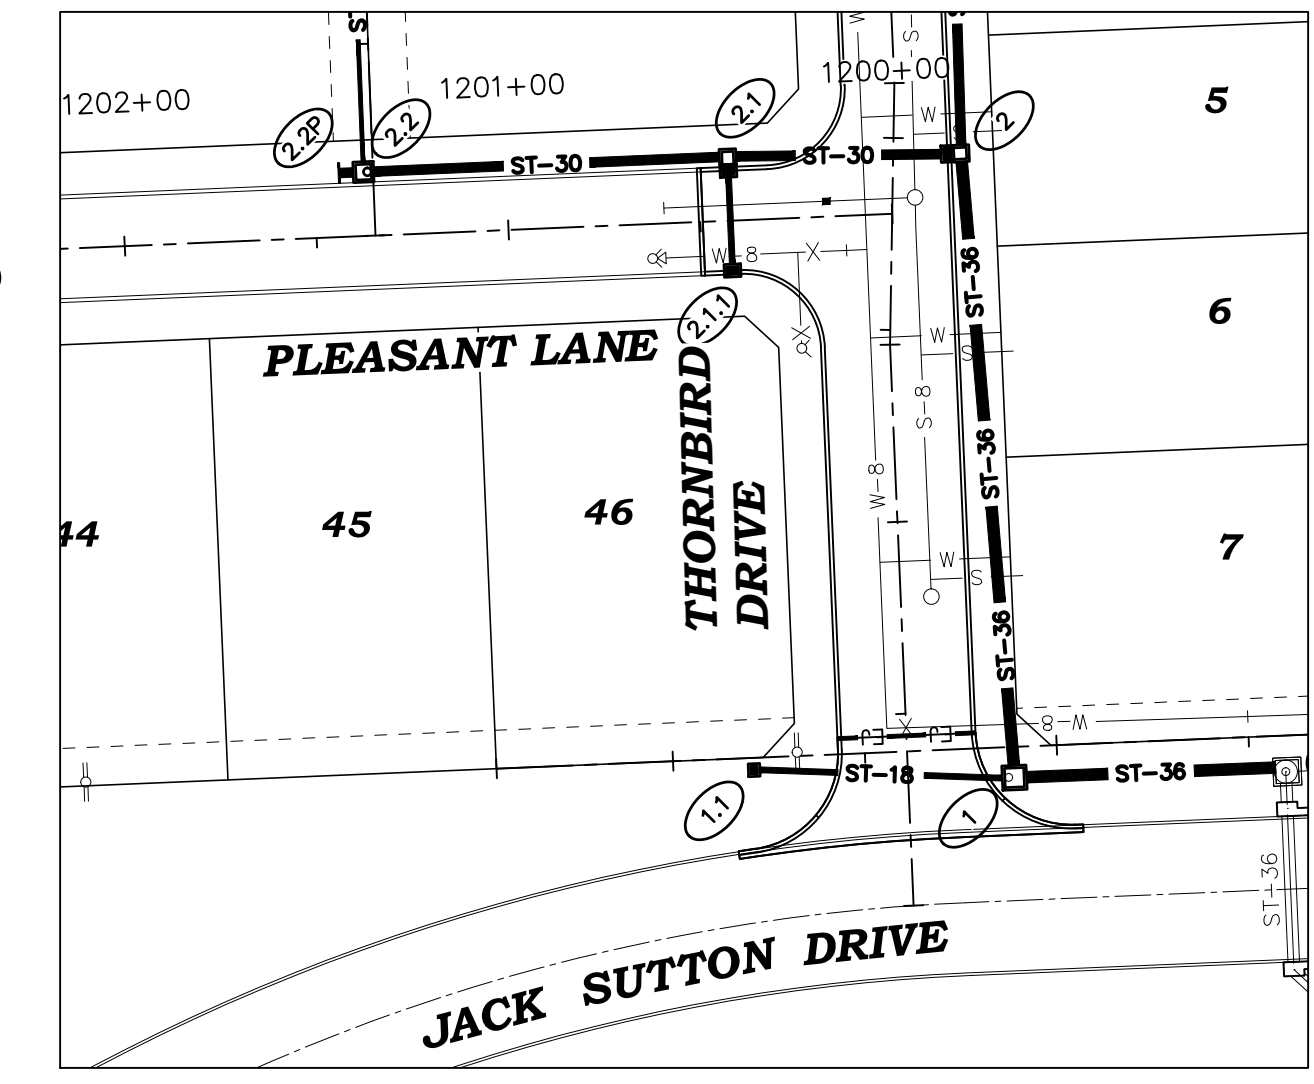 1202+00
1201+00
1200+00
2.2P
2.2
2.1
2
5
W
S
ST-30
ST-30
W-8
X
2.1.1
ST-36
6
W
S
PLEASANT LANE
THORNBIRD
DRIVE
X
S-8
W-8
ST-36
44
45
46
7
W
S
ST-36
W-8
ST-18
ST-36
1.1
1
ST-36
JACK SUTTON DRIVE